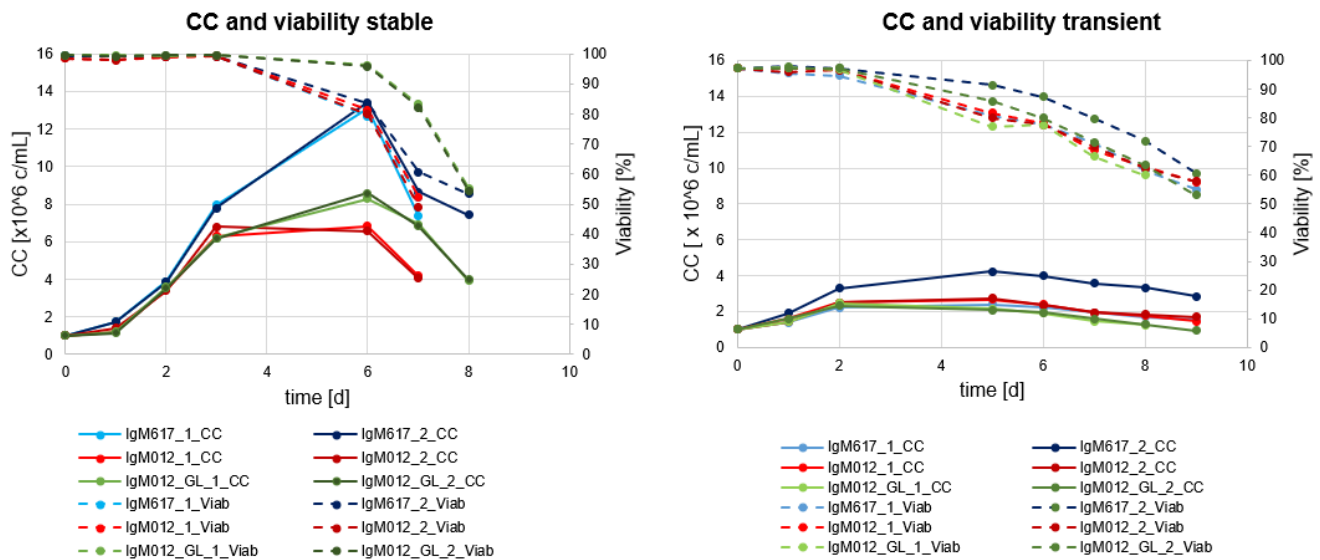 CC and viability stable
16
14
12
10
8
6
4
2
0
CC [x10^6 c/mL]
100
90
80
70
60
50
40
30
20
10
0
Viability [%]
0 2 4 6 8 10
time [d]
IgM617_1_CC IgM617_2_CC
IgM012_1_CC IgM012_2_CC
IgM012_GL_1_CC IgM012_GL_2_CC
IgM617_1_Viab IgM617_2_Viab
IgM012_1_Viab IgM012_2_Viab
IgM012_GL_1_Viab IgM012_GL_2_Viab
CC and viability transient
16
14
12
10
8
6
4
2
0
CC [ x 10^6 c/mL]
100
90
80
70
60
50
40
30
20
10
0
Viability [%]
0 2 4 6 8 10
time [d]
IgM617_1_CC IgM617_2_CC
IgM012_1_CC IgM012_2_CC
IgM012_GL_1_CC IgM012_GL_2_CC
IgM617_1_Viab IgM617_2_Viab
IgM012_1_Viab IgM012_2_Viab
IgM012_GL_1_Viab IgM012_GL_2_Viab